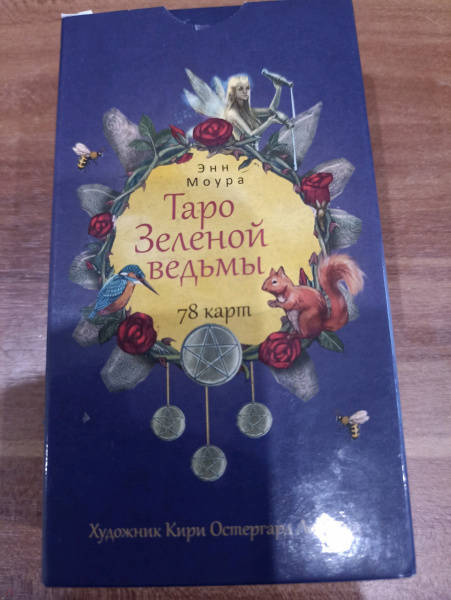 Энн
Моура
Таро
Зеленой
ведьмы
78 карт
Художник Кири Остергард